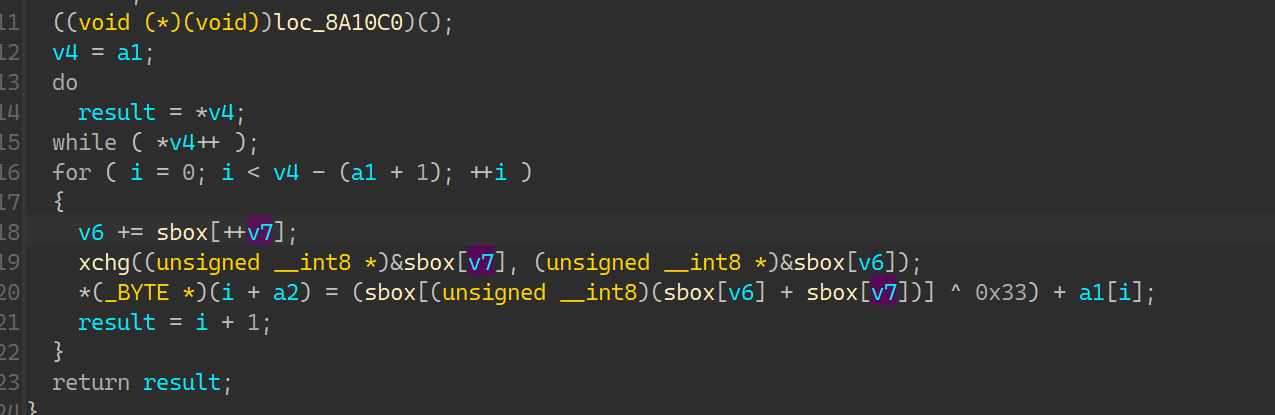 11 ((void (*)(void))loc_8A10C0)();
12 v4 = a1;
13 do
14 result = *v4;
15 while ( *v4++ );
16 for ( i = 0; i < v4 - (a1 + 1); ++i )
17 {
18 v6 += sbox[++v7];
19 xchg((unsigned __int8 *)&sbox[v7], (unsigned __int8 *)&sbox[v6]);
20 *(_BYTE *)(i + a2) = (sbox[(unsigned __int8)(sbox[v6] + sbox[v7])] ^ 0x33) + a1[i];
21 result = i + 1;
22 }
23 return result;
24 }